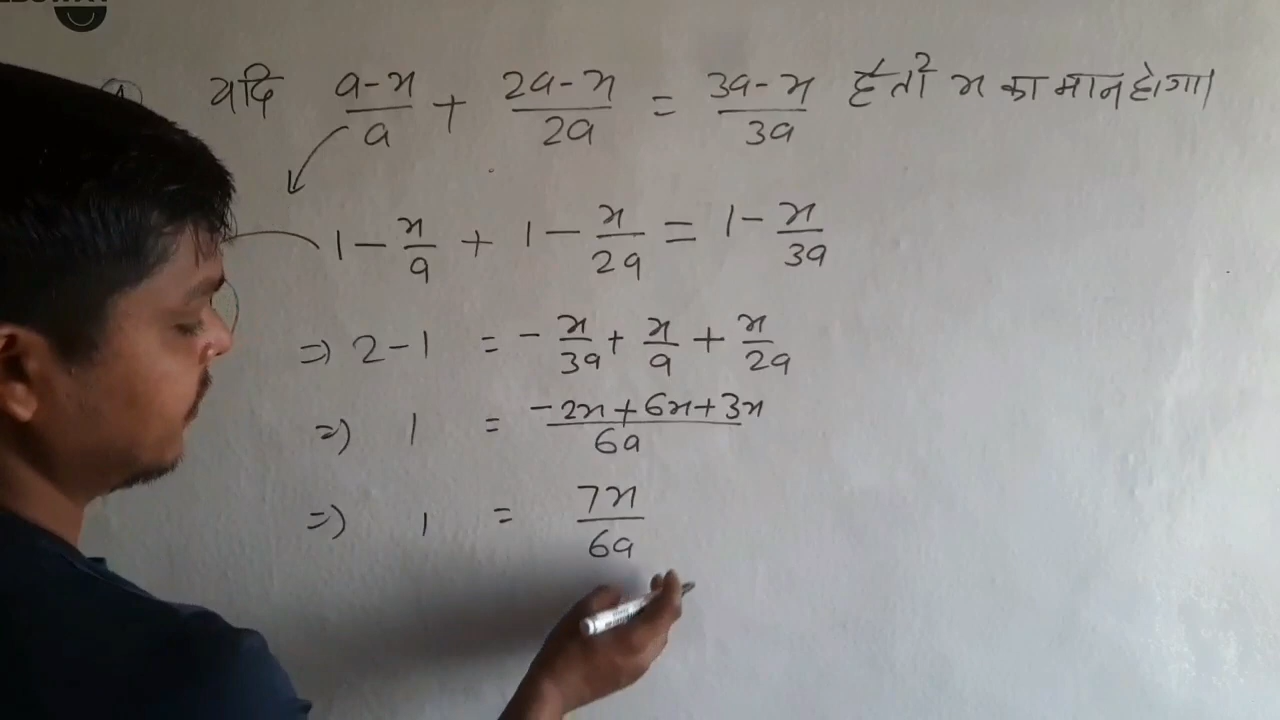 यदि (a-x)/a + (2a-x)/2a = (3a-x)/3a है तो x का मान होगा।
1 - x/a + 1 - x/2a = 1 - x/3a
⇒ 2-1 = - x/3a + x/a + x/2a
⇒ 1 = (-2x+6x+3x)/6a
⇒ 1 = 7x/6a